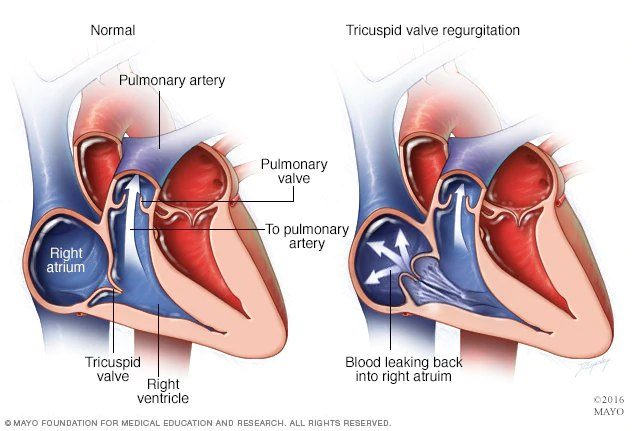 Normal
Tricuspid valve regurgitation
Pulmonary artery
Pulmonary
valve
To pulmonary
artery
Right
atrium
Tricuspid
valve
Right
ventricle
Blood leaking back
into right atruim
©2016
MAYO
© MAYO FOUNDATION FOR MEDICAL EDUCATION AND RESEARCH. ALL RIGHTS RESERVED.